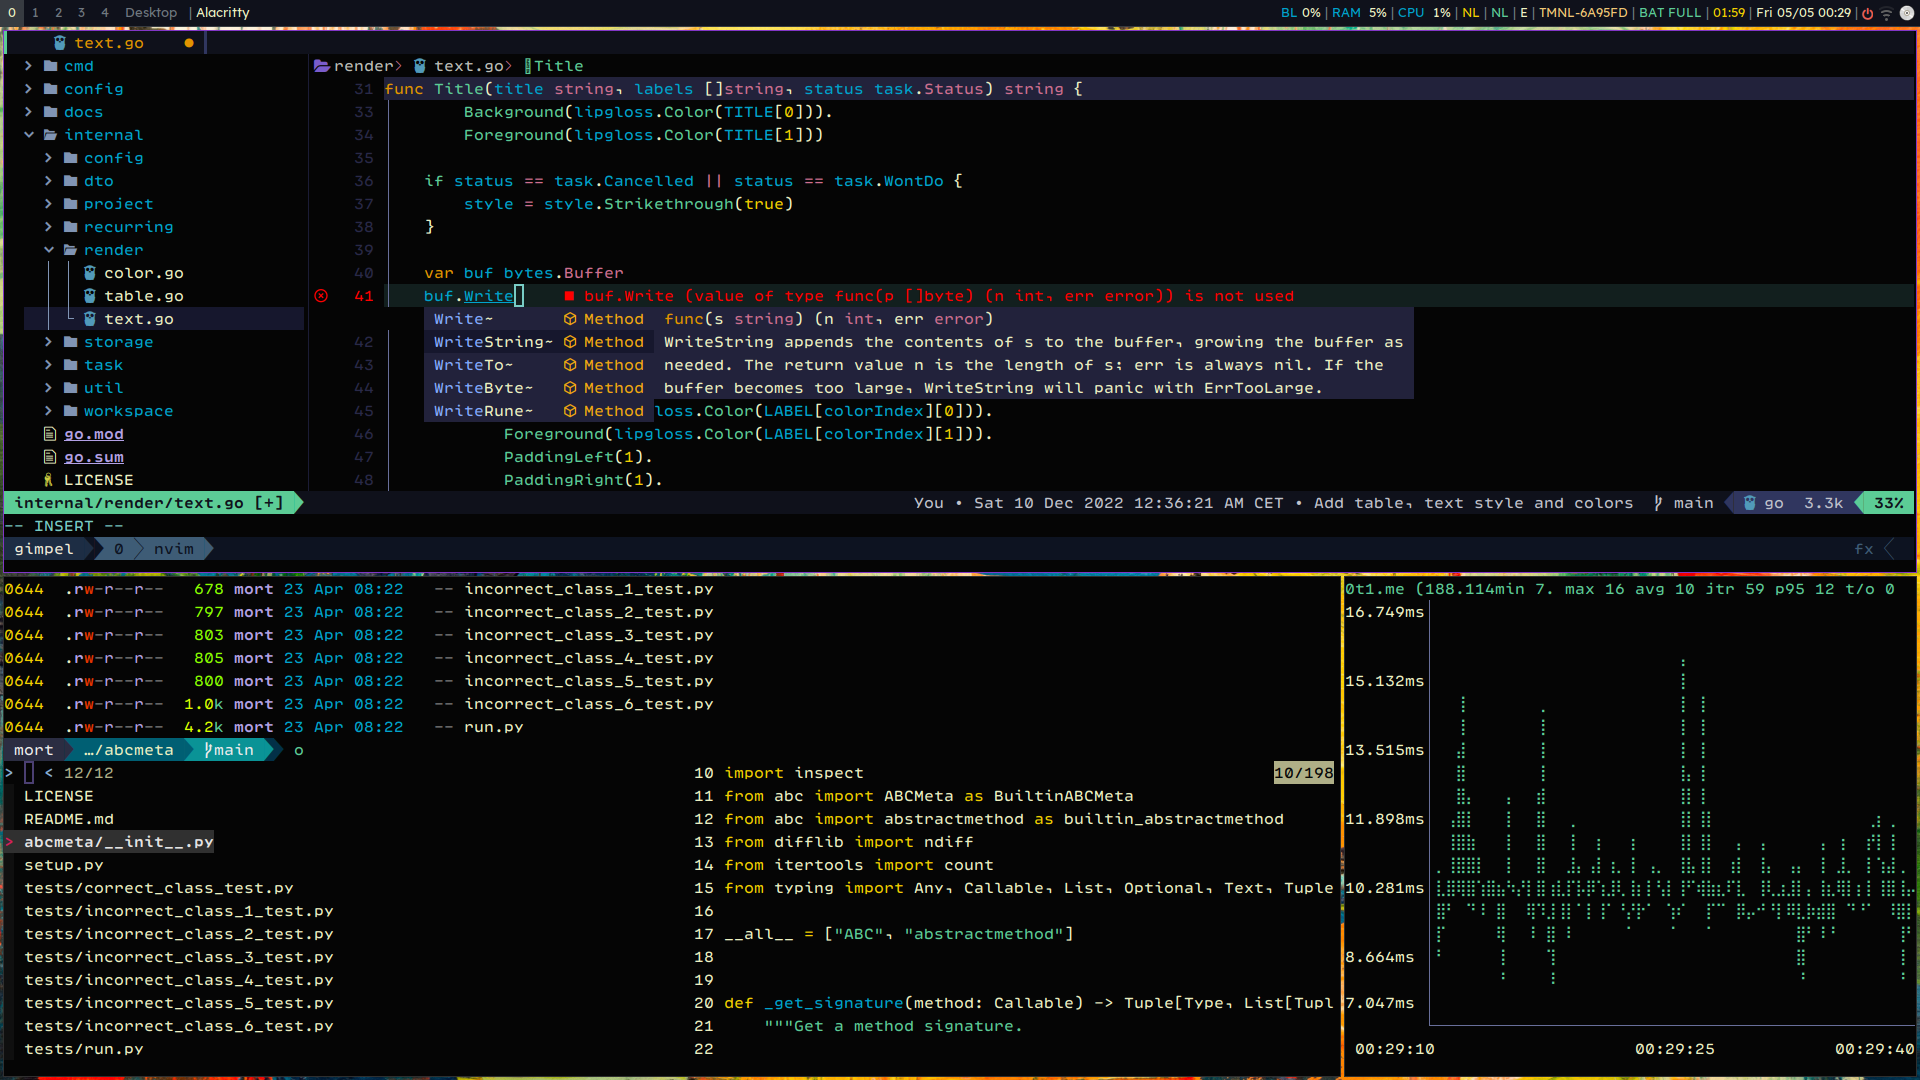 0 1 2 3 4 Desktop | Alacritty
BL 0% | RAM 5% | CPU 1% | NL | NL | E | TMNL-6A95FD | BAT FULL | 01:59 | Fri 05/05 00:29 |
text.go ●
> cmd
> config
> docs
internal
> config
> dto
> project
> recurring
render
color.go
table.go
text.go
> storage
> task
> util
> workspace
go.mod
go.sum
LICENSE
render> text.go> Title
31 func Title(title string, labels []string, status task.Status) string {
33 Background(lipgloss.Color(TITLE[0])).
34 Foreground(lipgloss.Color(TITLE[1]))
35
36 if status == task.Cancelled || status == task.WontDo {
37 style = style.Strikethrough(true)
38 }
39
40 var buf bytes.Buffer
41 buf.Write ■ buf.Write (value of type func(p []byte) (n int, err error)) is not used
Write~ Method func(s string) (n int, err error)
42 WriteString~ Method WriteString appends the contents of s to the buffer, growing the buffer as
43 WriteTo~ Method needed. The return value n is the length of s; err is always nil. If the
44 WriteByte~ Method buffer becomes too large, WriteString will panic with ErrTooLarge.
45 WriteRune~ Method loss.Color(LABEL[colorIndex][0])).
46 Foreground(lipgloss.Color(LABEL[colorIndex][1])).
47 PaddingLeft(1).
48 PaddingRight(1).
internal/render/text.go [+] You • Sat 10 Dec 2022 12:36:21 AM CET • Add table, text style and colors main go 3.3k 33%
-- INSERT --
gimpel 0 nvim fx
0644 .rw-r--r-- 678 mort 23 Apr 08:22 -- incorrect_class_1_test.py
0644 .rw-r--r-- 797 mort 23 Apr 08:22 -- incorrect_class_2_test.py
0644 .rw-r--r-- 803 mort 23 Apr 08:22 -- incorrect_class_3_test.py
0644 .rw-r--r-- 805 mort 23 Apr 08:22 -- incorrect_class_4_test.py
0644 .rw-r--r-- 800 mort 23 Apr 08:22 -- incorrect_class_5_test.py
0644 .rw-r--r-- 1.0k mort 23 Apr 08:22 -- incorrect_class_6_test.py
0644 .rw-r--r-- 4.2k mort 23 Apr 08:22 -- run.py
mort …/abcmeta main o
> < 12/12
LICENSE
README.md
> abcmeta/__init__.py
setup.py
tests/correct_class_test.py
tests/incorrect_class_1_test.py
tests/incorrect_class_2_test.py
tests/incorrect_class_3_test.py
tests/incorrect_class_4_test.py
tests/incorrect_class_5_test.py
tests/incorrect_class_6_test.py
tests/run.py
10 import inspect 10/198
11 from abc import ABCMeta as BuiltinABCMeta
12 from abc import abstractmethod as builtin_abstractmethod
13 from difflib import ndiff
14 from itertools import count
15 from typing import Any, Callable, List, Optional, Text, Tuple
16
17 __all__ = ["ABC", "abstractmethod"]
18
19
20 def _get_signature(method: Callable) -> Tuple[Type, List[Tupl
21 """Get a method signature.
22
0t1.me (188.114min 7. max 16 avg 10 jtr 59 p95 12 t/o 0
16.749ms
15.132ms
13.515ms
11.898ms
10.281ms
8.664ms
7.047ms
00:29:10 00:29:25 00:29:40